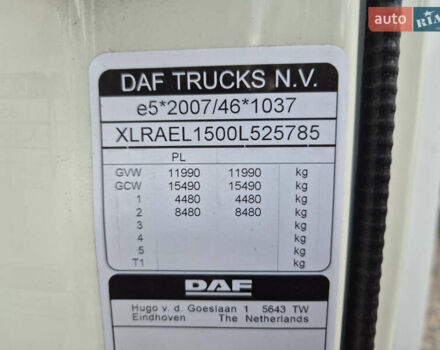 auto RIA
DAF TRUCKS N.V.
e5*2007/46*1037
XLRAEL1500L525785
PL
GVW 11990 11990 kg
GCW 15490 15490 kg
1 4480 4480 kg
2 8480 8480 kg
3 kg
4 kg
5 kg
T1 kg
DAF
Hugo v. d. Goeslaan 1 5643 TW
Eindhoven The Netherlands